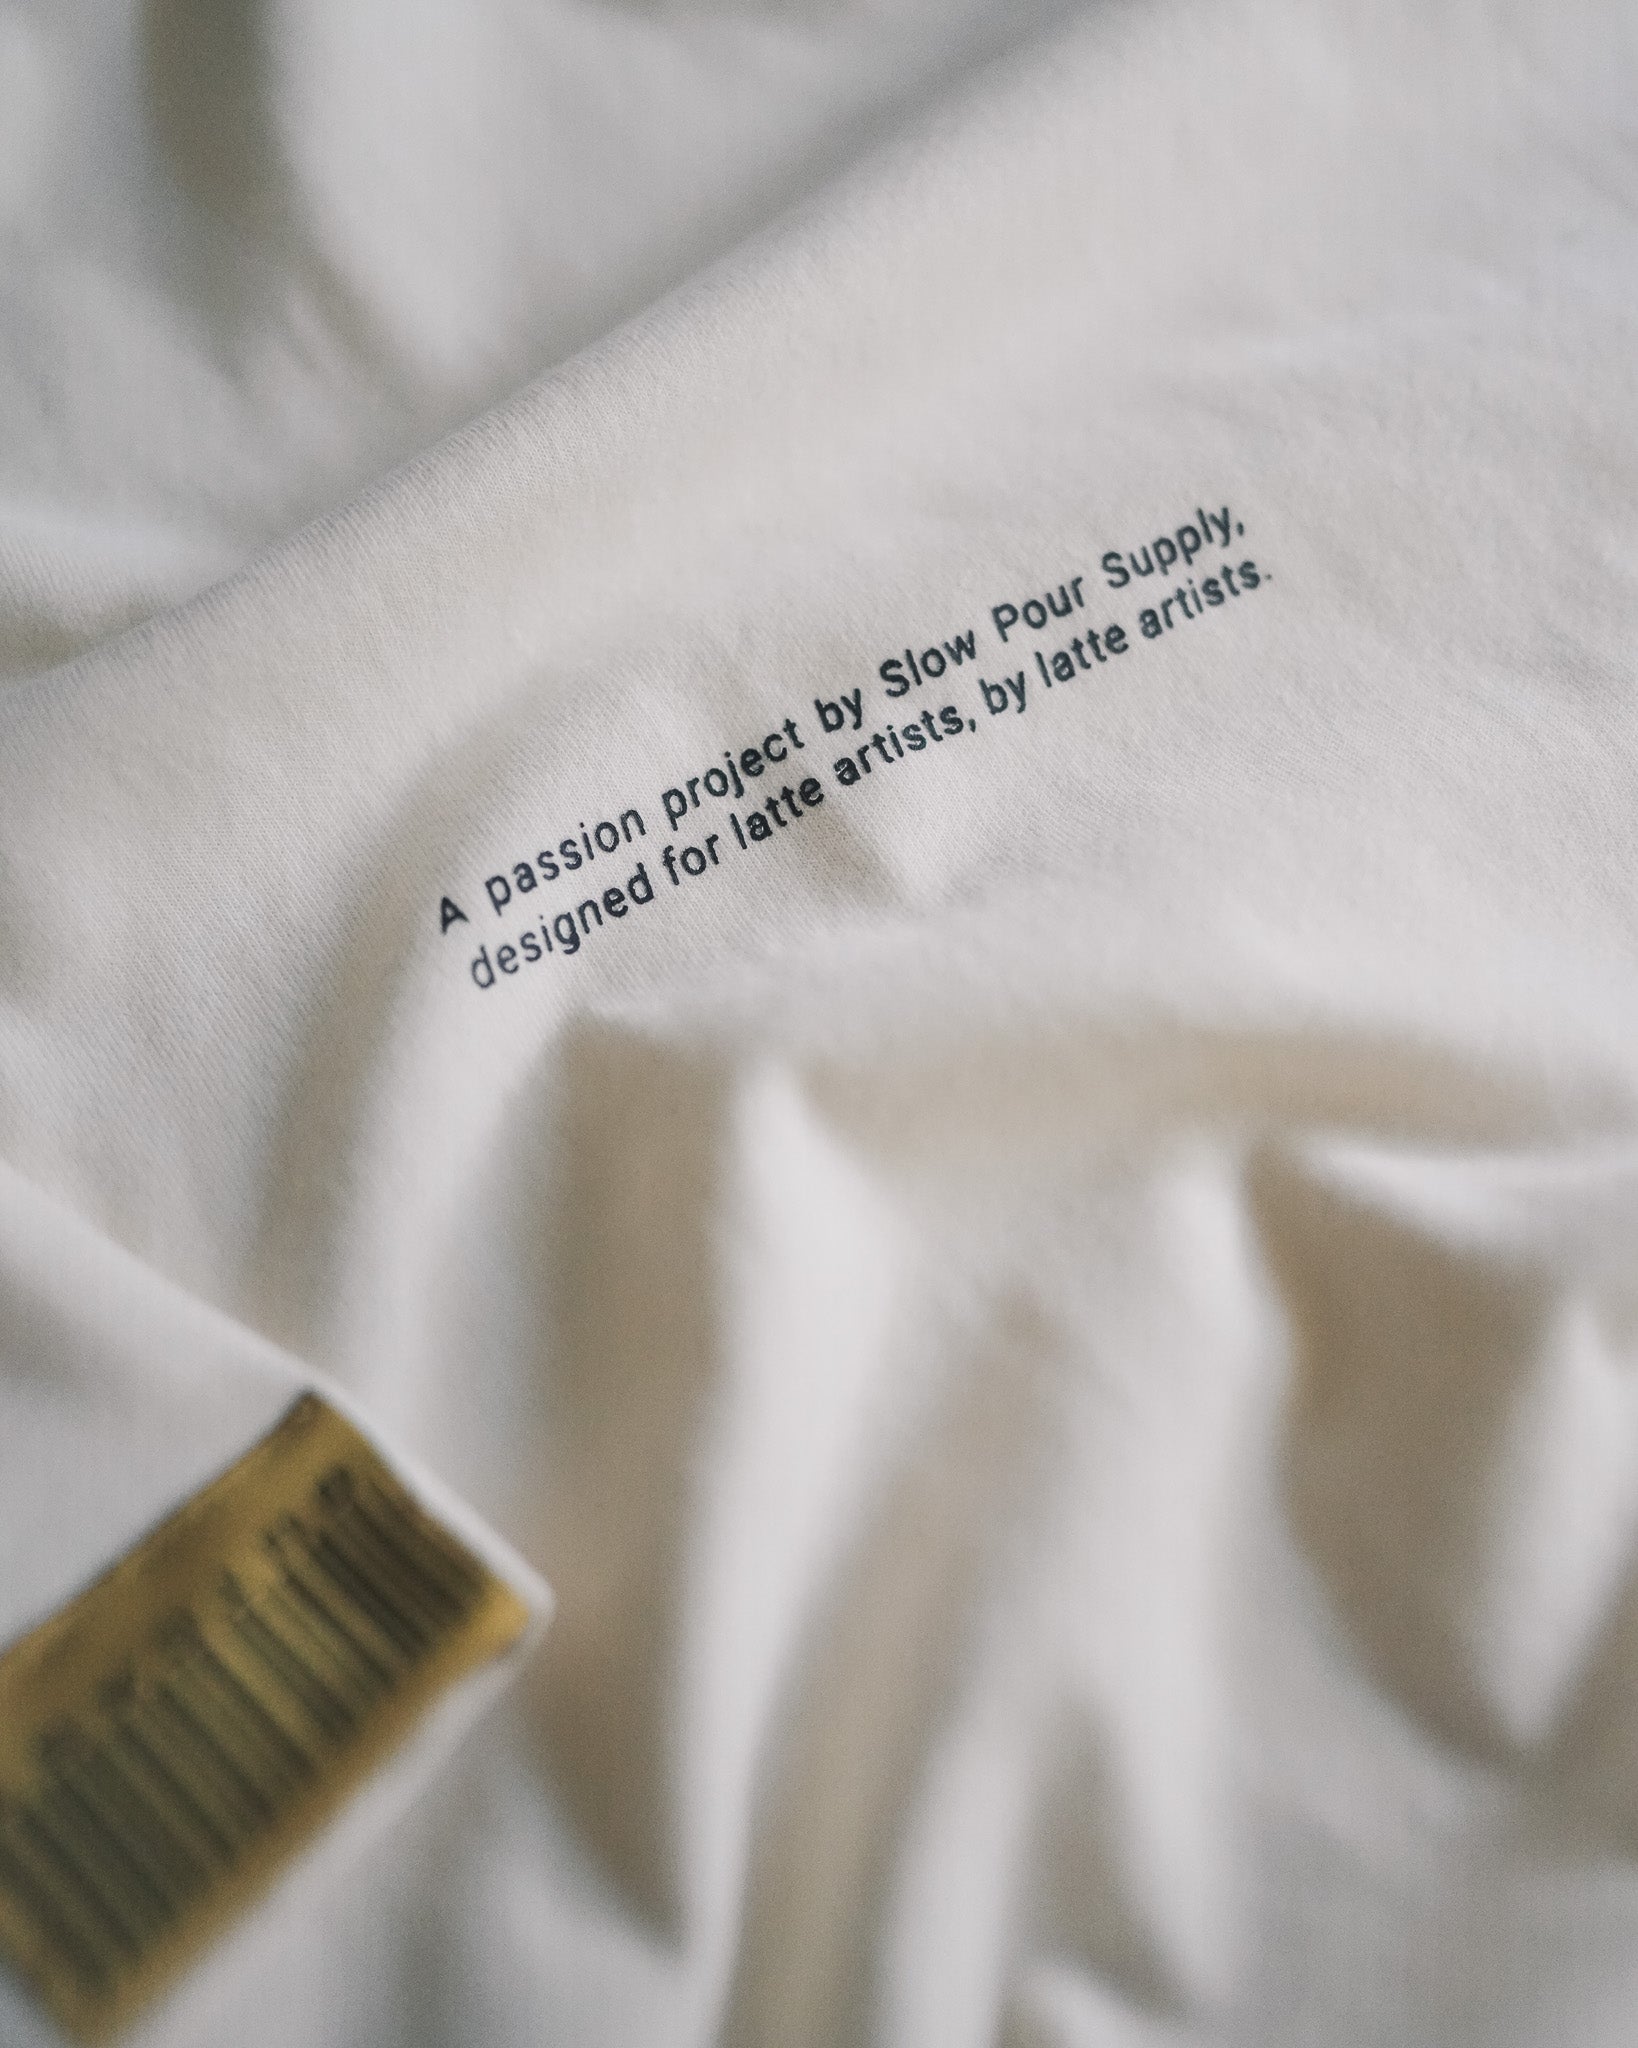 A passion project by Slow Pour Supply,
designed for latte artists, by latte artists.